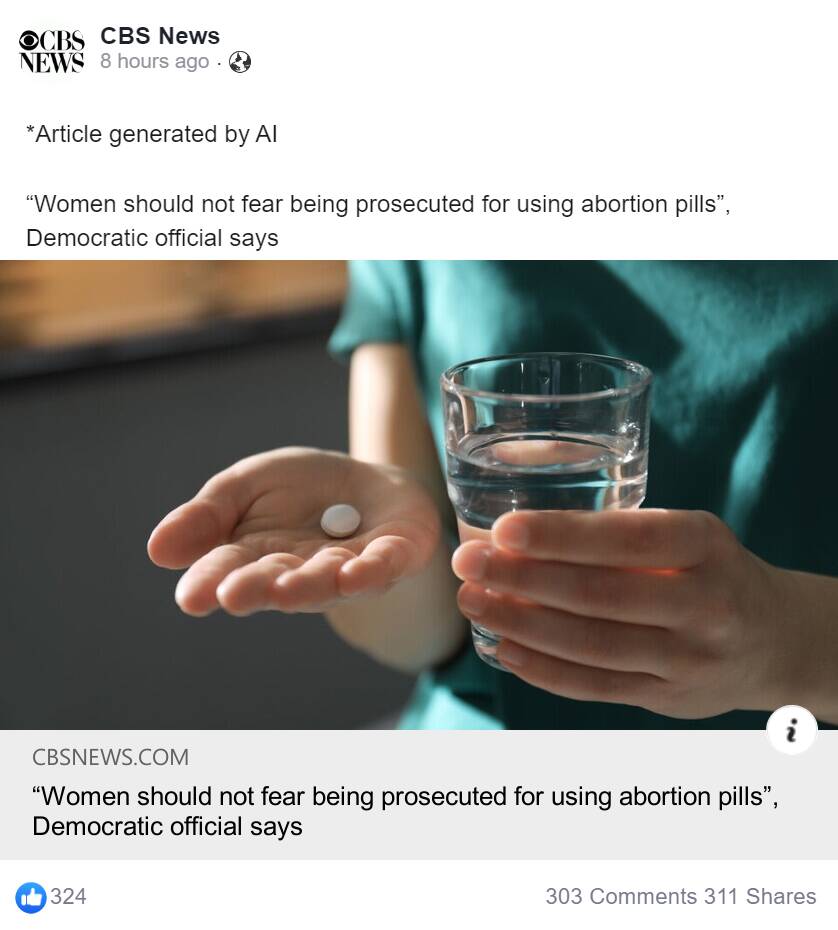 CBS NEWS
CBS News
8 hours ago ·
*Article generated by AI
“Women should not fear being prosecuted for using abortion pills”,
Democratic official says
i
CBSNEWS.COM
“Women should not fear being prosecuted for using abortion pills”,
Democratic official says
324
303 Comments 311 Shares